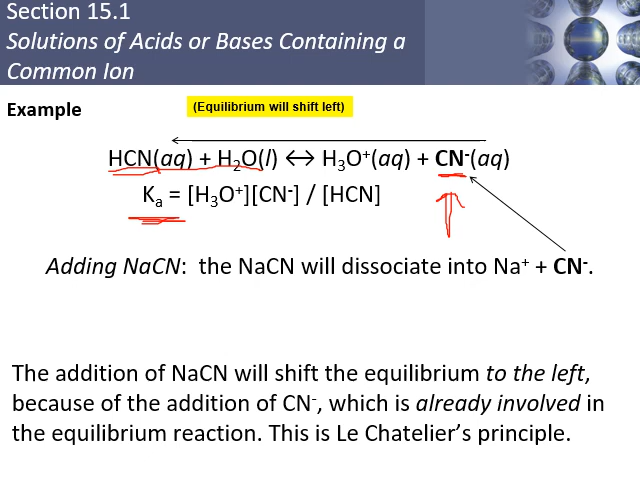 Section 15.1
Solutions of Acids or Bases Containing a
Common Ion
Example
(Equilibrium will shift left)
HCN(aq) + H₂O(l) ↔ H₃O⁺(aq) + CN⁻(aq)
Kₐ = [H₃O⁺][CN⁻] / [HCN]
Adding NaCN: the NaCN will dissociate into Na⁺ + CN⁻.
The addition of NaCN will shift the equilibrium to the left,
because of the addition of CN⁻, which is already involved in
the equilibrium reaction. This is Le Chatelier’s principle.